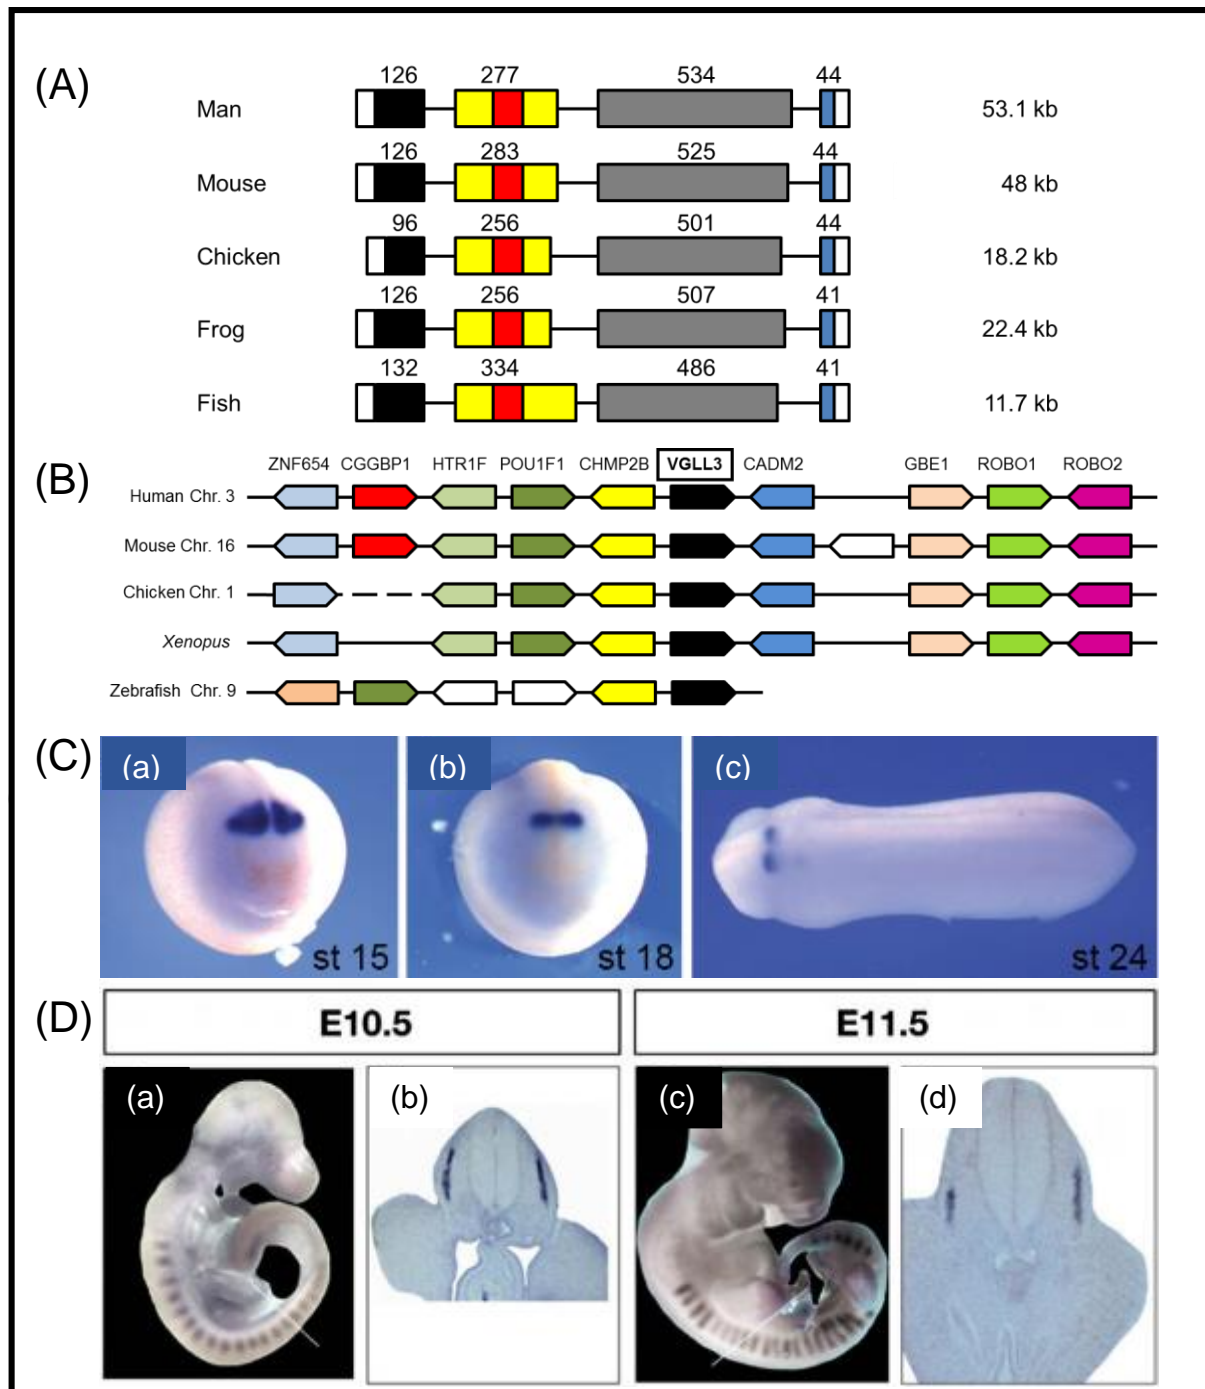 (A)
126 277 534 44
Man 53.1 kb
126 283 525 44
Mouse 48 kb
96 256 501 44
Chicken 18.2 kb
126 256 507 41
Frog 22.4 kb
132 334 486 41
Fish 11.7 kb
(B)
ZNF654 CGGBP1 HTR1F POU1F1 CHMP2B VGLL3 CADM2 GBE1 ROBO1 ROBO2
Human Chr. 3
Mouse Chr. 16
Chicken Chr. 1
Xenopus
Zebrafish Chr. 9
(C)
(a) (b) (c)
st 15 st 18 st 24
(D)
E10.5 E11.5
(a) (b) (c) (d)